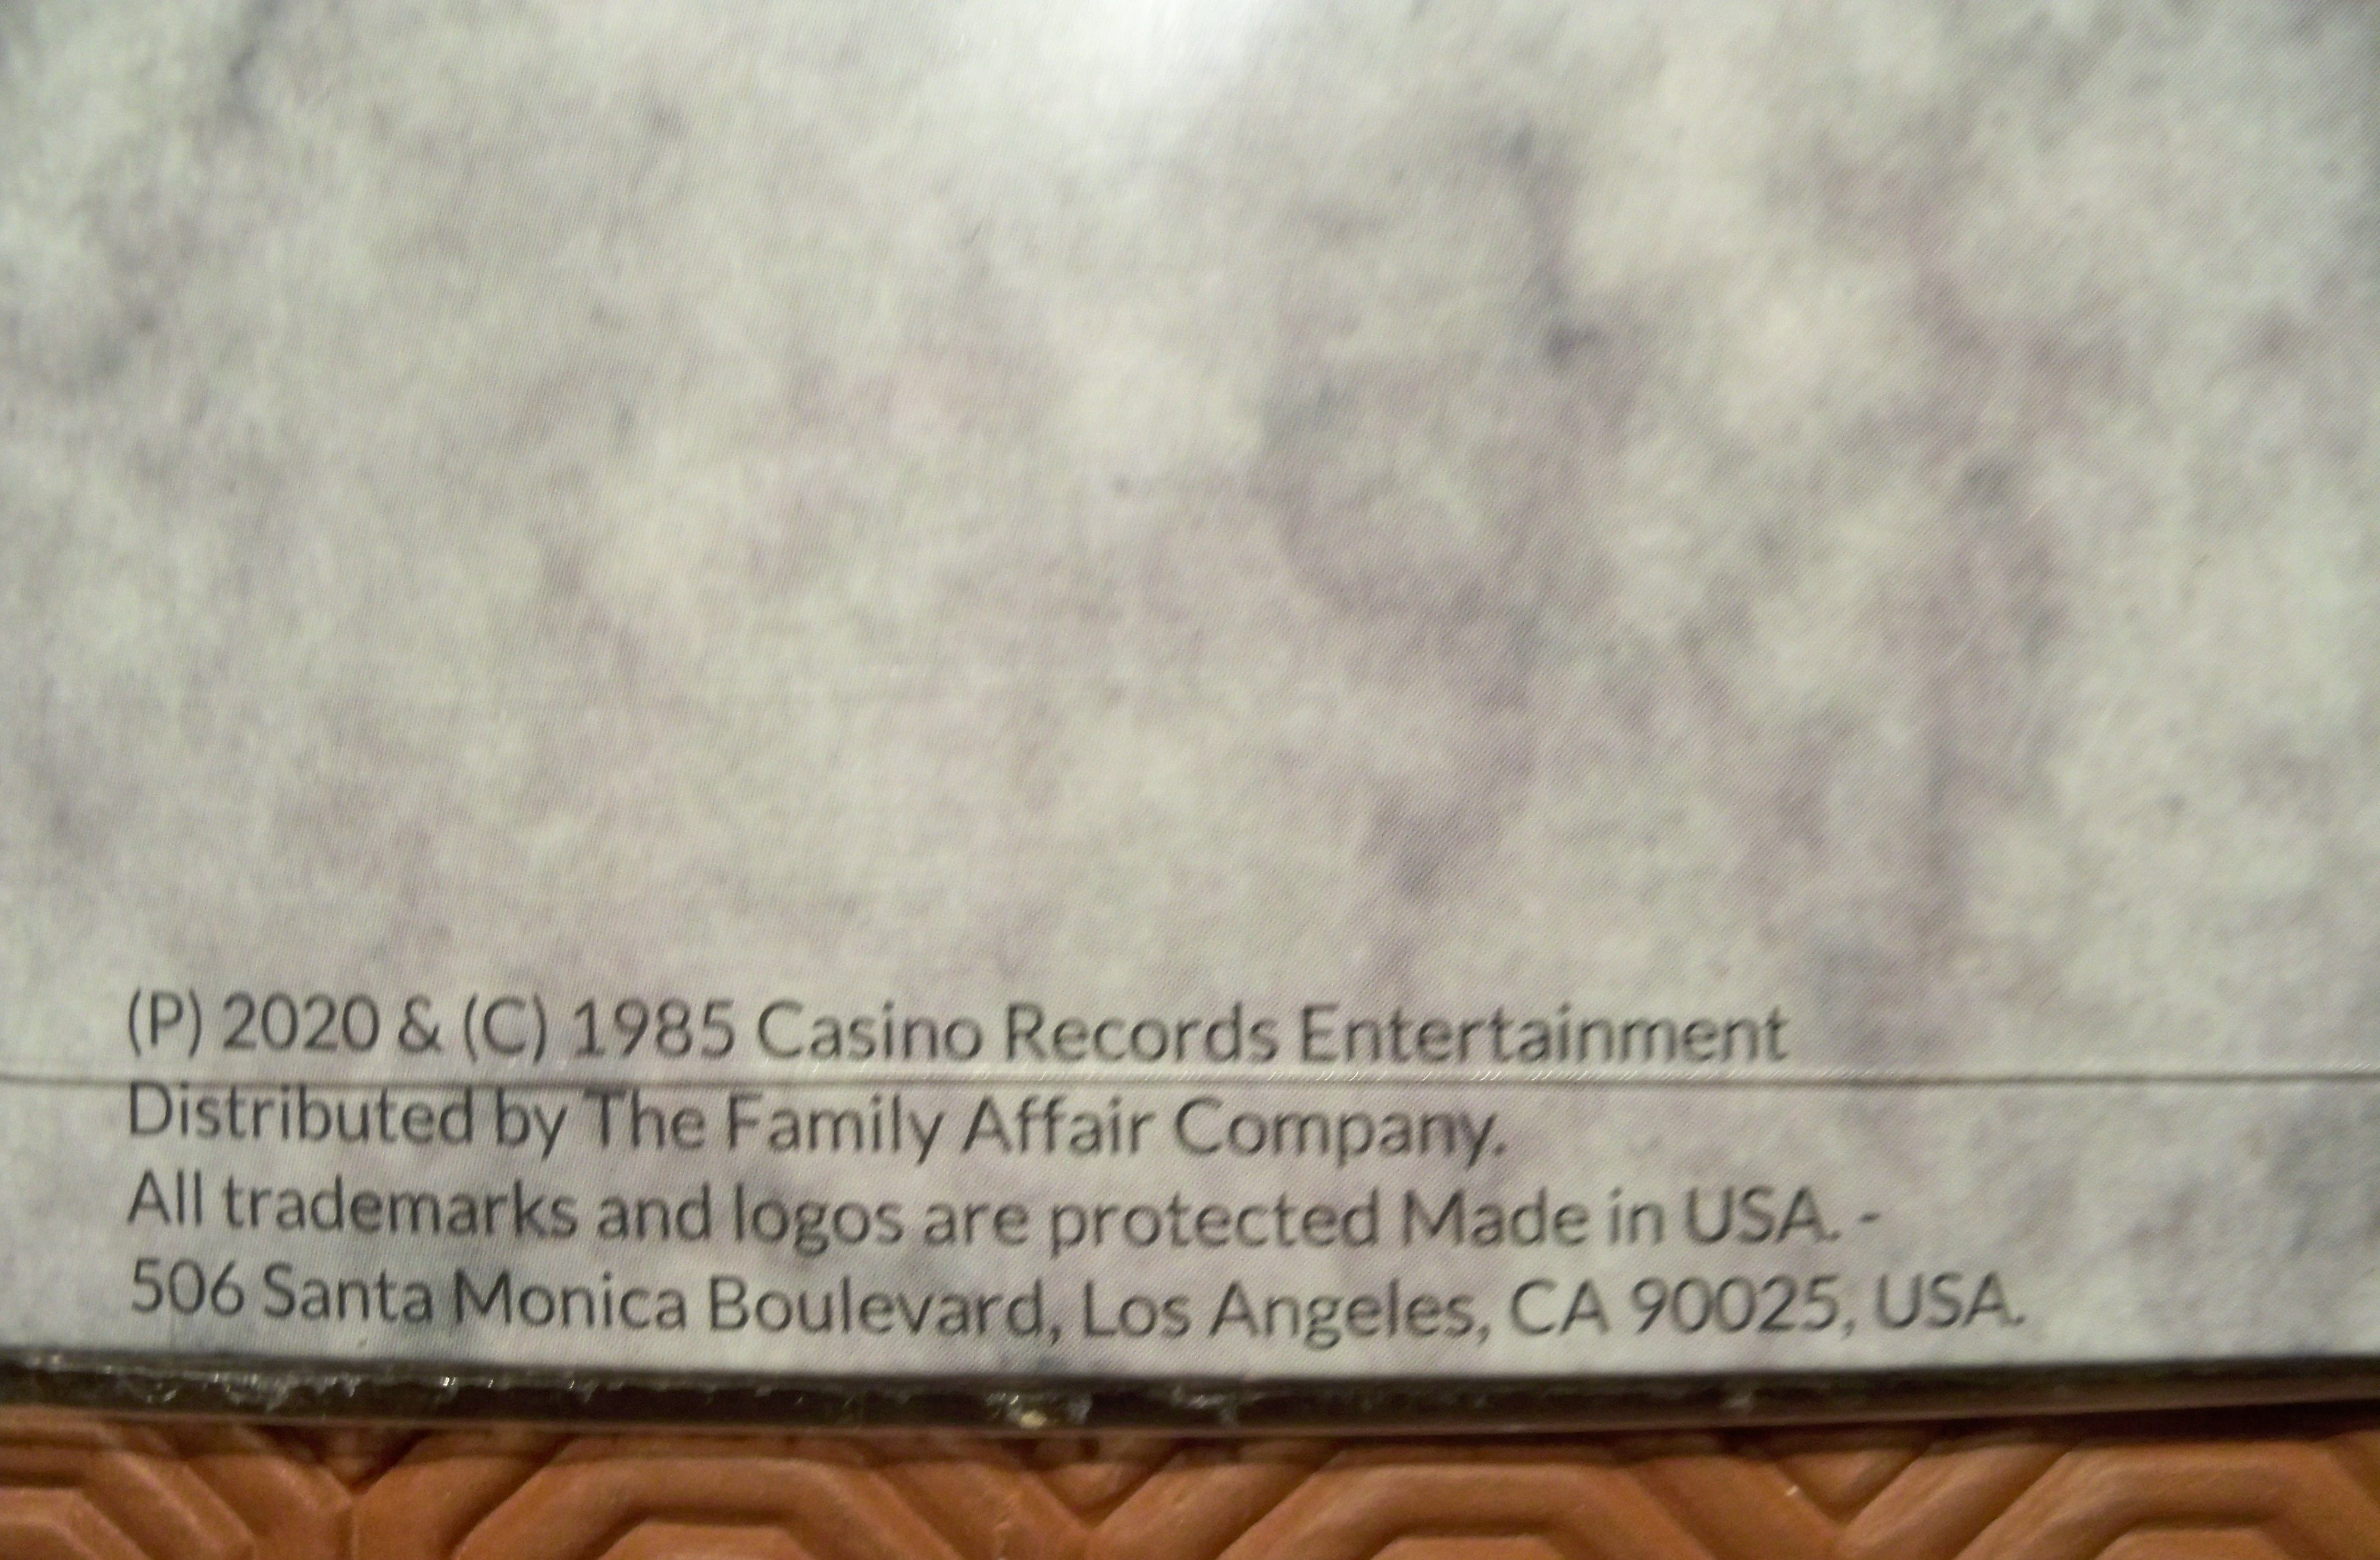 (P) 2020 & (C) 1985 Casino Records Entertainment
Distributed by The Family Affair Company.
All trademarks and logos are protected Made in USA. -
506 Santa Monica Boulevard, Los Angeles, CA 90025, USA.